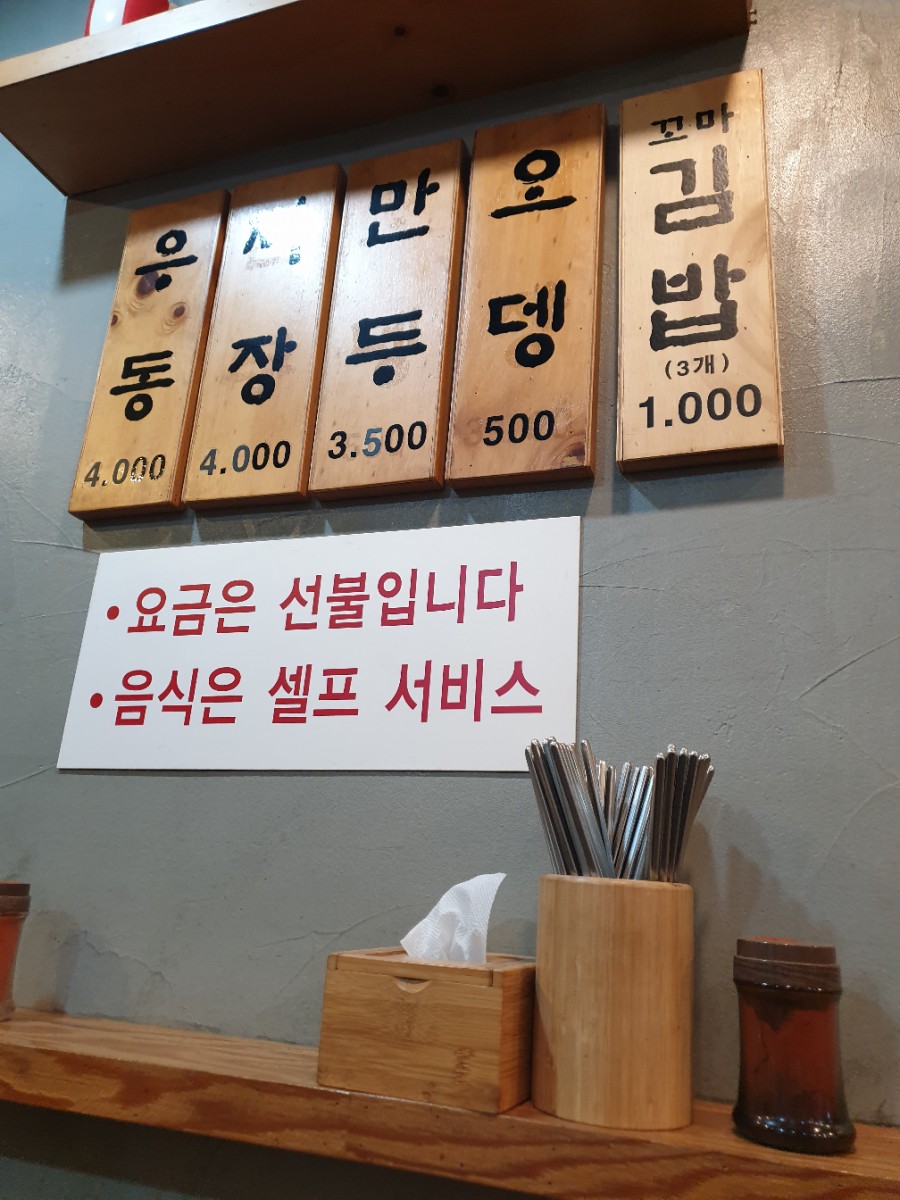 우동
4.000
장
4.000
만두
3.500
오뎅
500
꼬마
김밥
(3개)
1.000
• 요금은 선불입니다
• 음식은 셀프 서비스